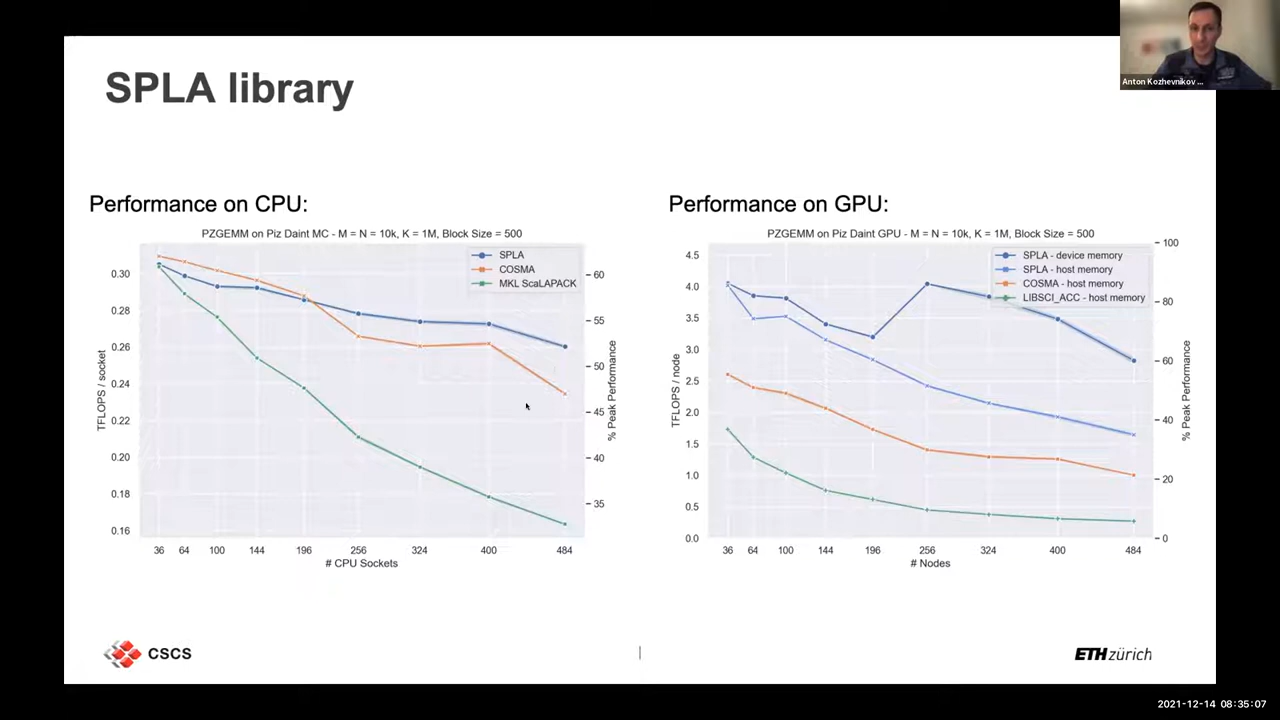 Anton Kozhevnikov ...
SPLA library
Performance on CPU:
PZGEMM on Piz Daint MC - M = N = 10k, K = 1M, Block Size = 500
SPLA
COSMA
MKL ScaLAPACK
TFLOPS / socket
0.30
0.28
0.26
0.24
0.22
0.20
0.18
0.16
60
55
50
45
40
35
% Peak Performance
36 64 100 144 196 256 324 400 484
# CPU Sockets
Performance on GPU:
PZGEMM on Piz Daint GPU - M = N = 10k, K = 1M, Block Size = 500
SPLA - device memory
SPLA - host memory
COSMA - host memory
LIBSCI_ACC - host memory
TFLOPS / node
4.5
4.0
3.5
3.0
2.5
2.0
1.5
1.0
0.5
0.0
100
80
60
40
20
0
% Peak Performance
36 64 100 144 196 256 324 400 484
# Nodes
CSCS
ETH zürich
2021-12-14 08:35:07